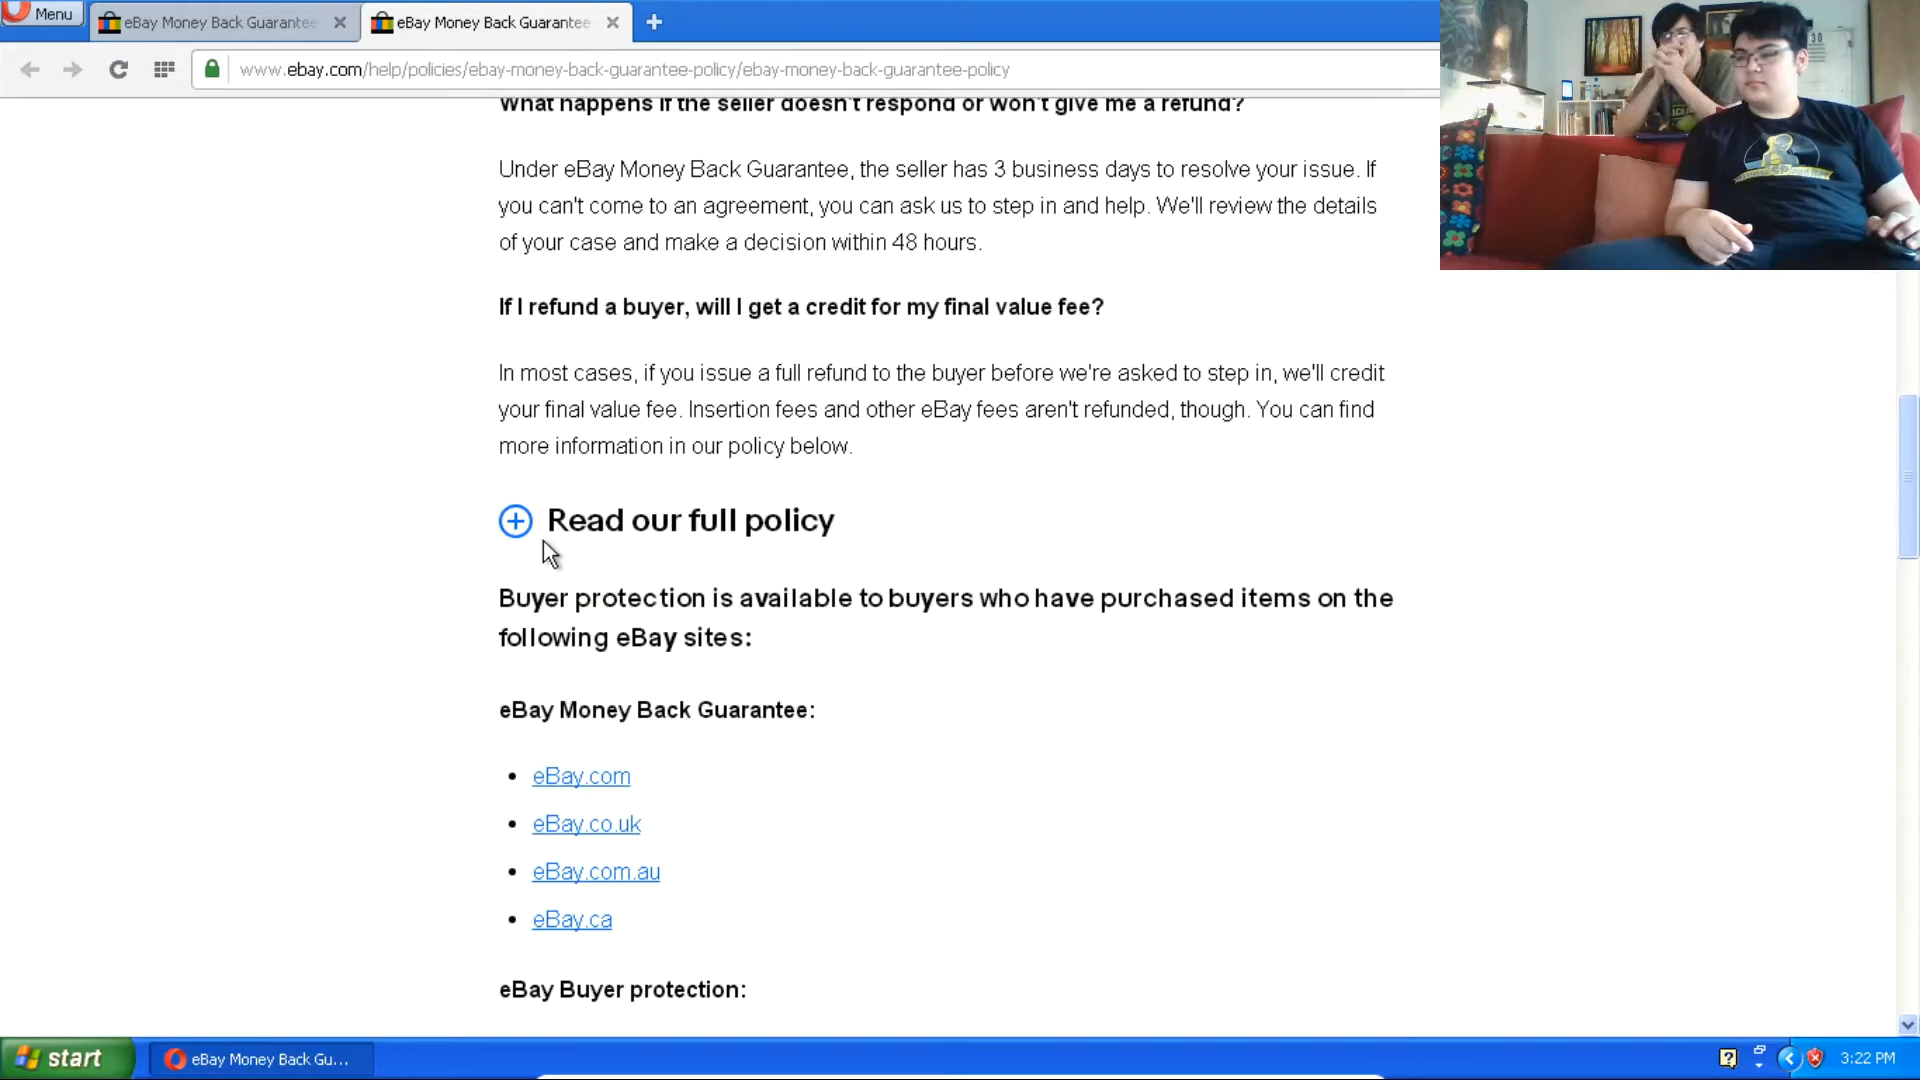 Menu
eBay Money Back Guarantee
eBay Money Back Guarantee
www.ebay.com/help/policies/ebay-money-back-guarantee-policy/ebay-money-back-guarantee-policy
What happens if the seller doesn't respond or won't give me a refund?
Under eBay Money Back Guarantee, the seller has 3 business days to resolve your issue. If
you can't come to an agreement, you can ask us to step in and help. We'll review the details
of your case and make a decision within 48 hours.
If I refund a buyer, will I get a credit for my final value fee?
In most cases, if you issue a full refund to the buyer before we're asked to step in, we'll credit
your final value fee. Insertion fees and other eBay fees aren't refunded, though. You can find
more information in our policy below.
Read our full policy
Buyer protection is available to buyers who have purchased items on the
following eBay sites:
eBay Money Back Guarantee:
• eBay.com
• eBay.co.uk
• eBay.com.au
• eBay.ca
eBay Buyer protection:
start
eBay Money Back Gu...
3:22 PM